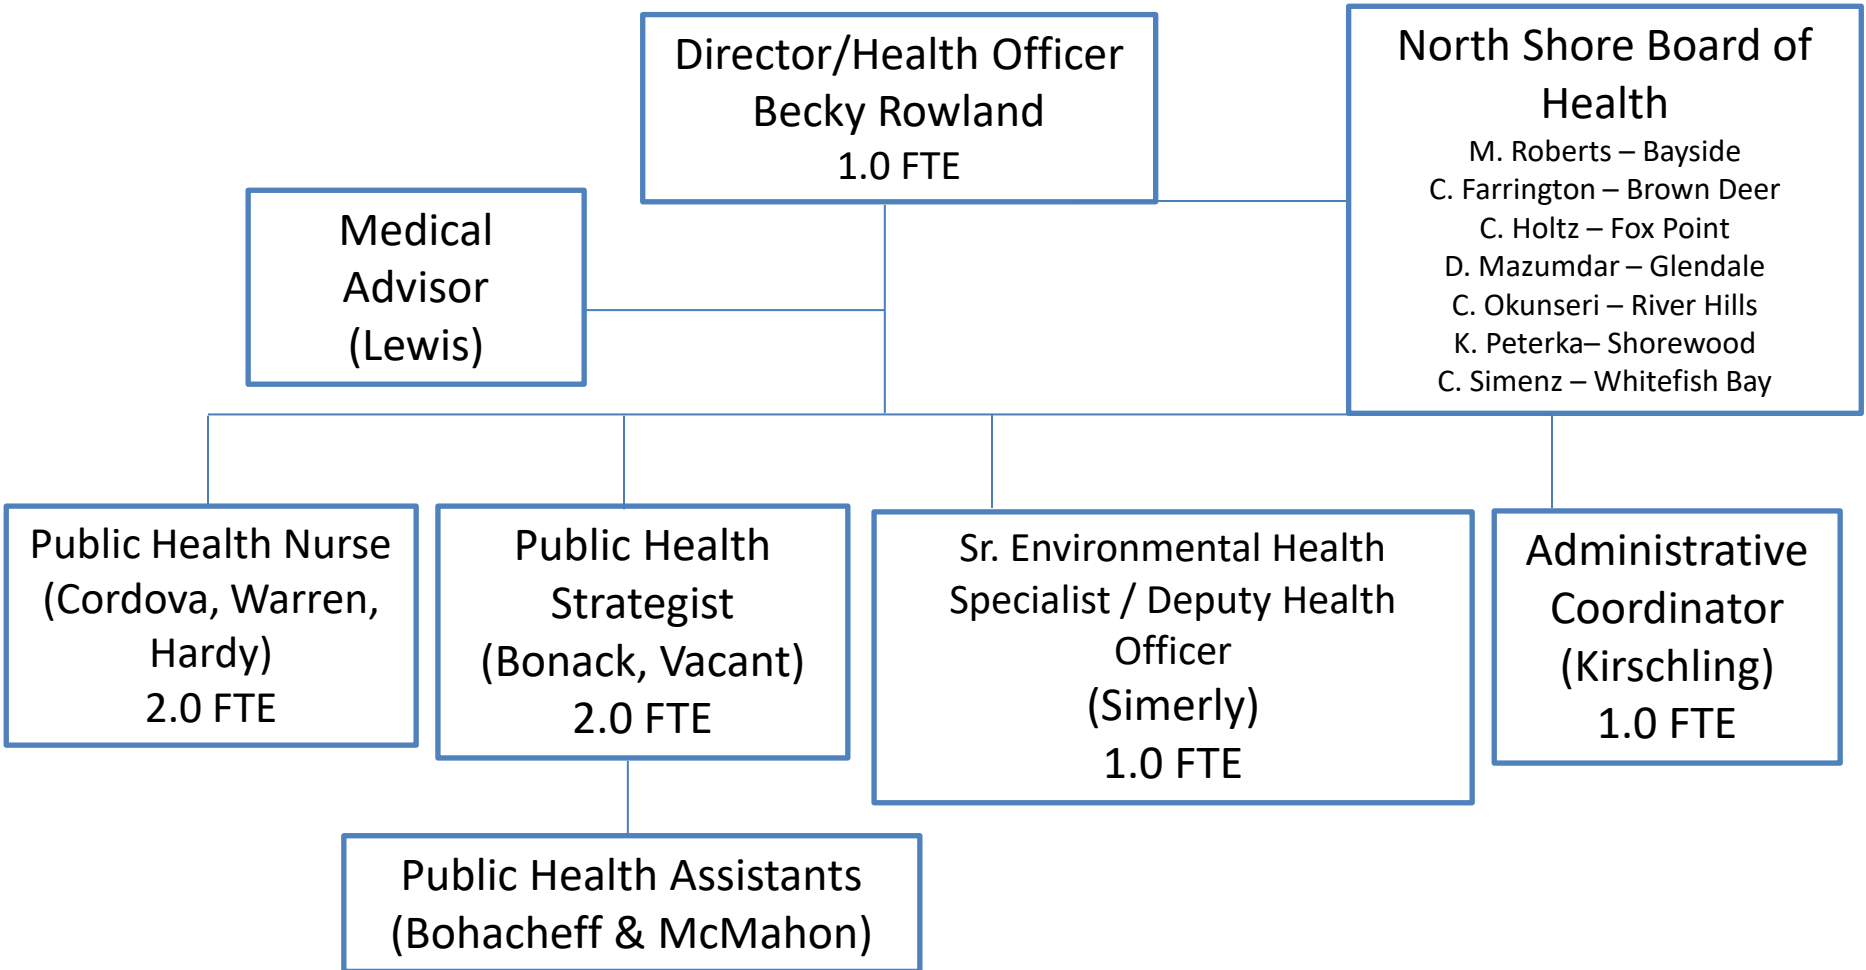 Director/Health Officer
Becky Rowland
1.0 FTE
North Shore Board of
Health
M. Roberts – Bayside
C. Farrington – Brown Deer
C. Holtz – Fox Point
D. Mazumdar – Glendale
C. Okunseri – River Hills
K. Peterka– Shorewood
C. Simenz – Whitefish Bay
Medical
Advisor
(Lewis)
Public Health Nurse
(Cordova, Warren,
Hardy)
2.0 FTE
Public Health
Strategist
(Bonack, Vacant)
2.0 FTE
Sr. Environmental Health
Specialist / Deputy Health
Officer
(Simerly)
1.0 FTE
Administrative
Coordinator
(Kirschling)
1.0 FTE
Public Health Assistants
(Bohacheff & McMahon)